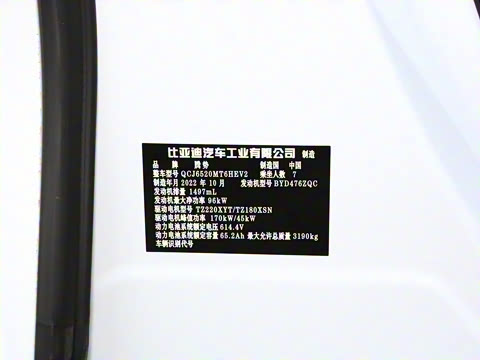 比亚迪汽车工业有限公司 制造
品 牌 腾势 制造国 中国
整车型号 QCJ6520MT6HEV2 乘坐人数 7
制造年月 2022 年 10 月 发动机型号 BYD476ZQC
发动机排量 1497mL
发动机最大净功率 96kW
驱动电机型号 TZ220XYT/TZ180XSN
驱动电机峰值功率 170kW/45kW
动力电池系统额定电压 614.4V
动力电池系统额定容量 65.2Ah 最大允许总质量 3190kg
车辆识别代号